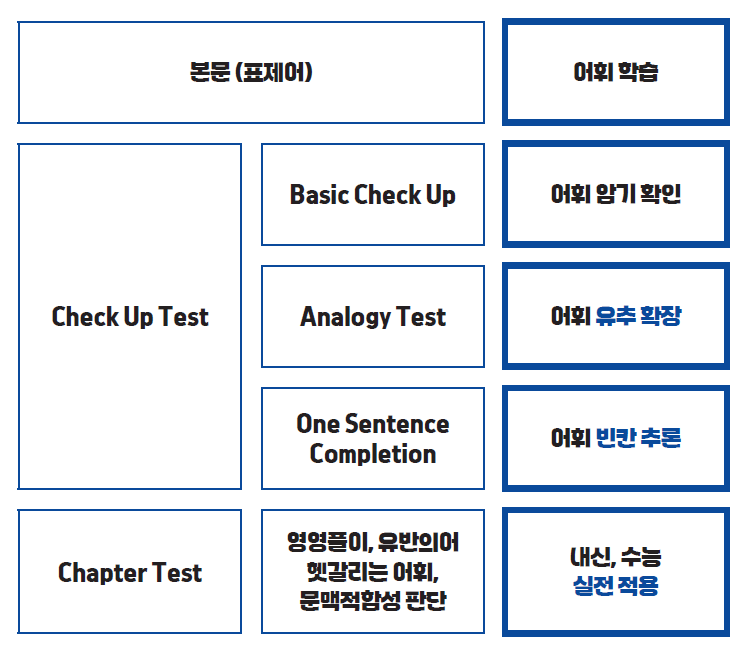 본문 (표제어)
어휘 학습
Check Up Test
Basic Check Up
어휘 암기 확인
Analogy Test
어휘 유추 확장
One Sentence
Completion
어휘 빈칸 추론
Chapter Test
영영풀이, 유반의어
헷갈리는 어휘,
문맥적합성 판단
내신, 수능
실전 적용